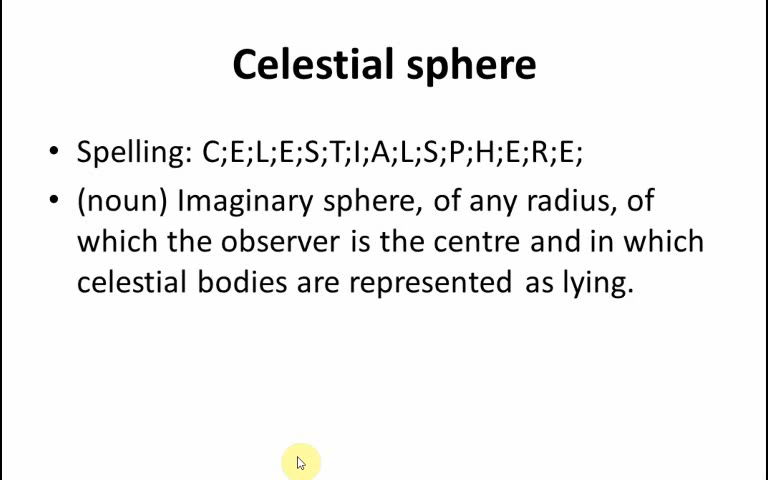 Celestial sphere
• Spelling: C;E;L;E;S;T;I;A;L;S;P;H;E;R;E;
• (noun) Imaginary sphere, of any radius, of
which the observer is the centre and in which
celestial bodies are represented as lying.